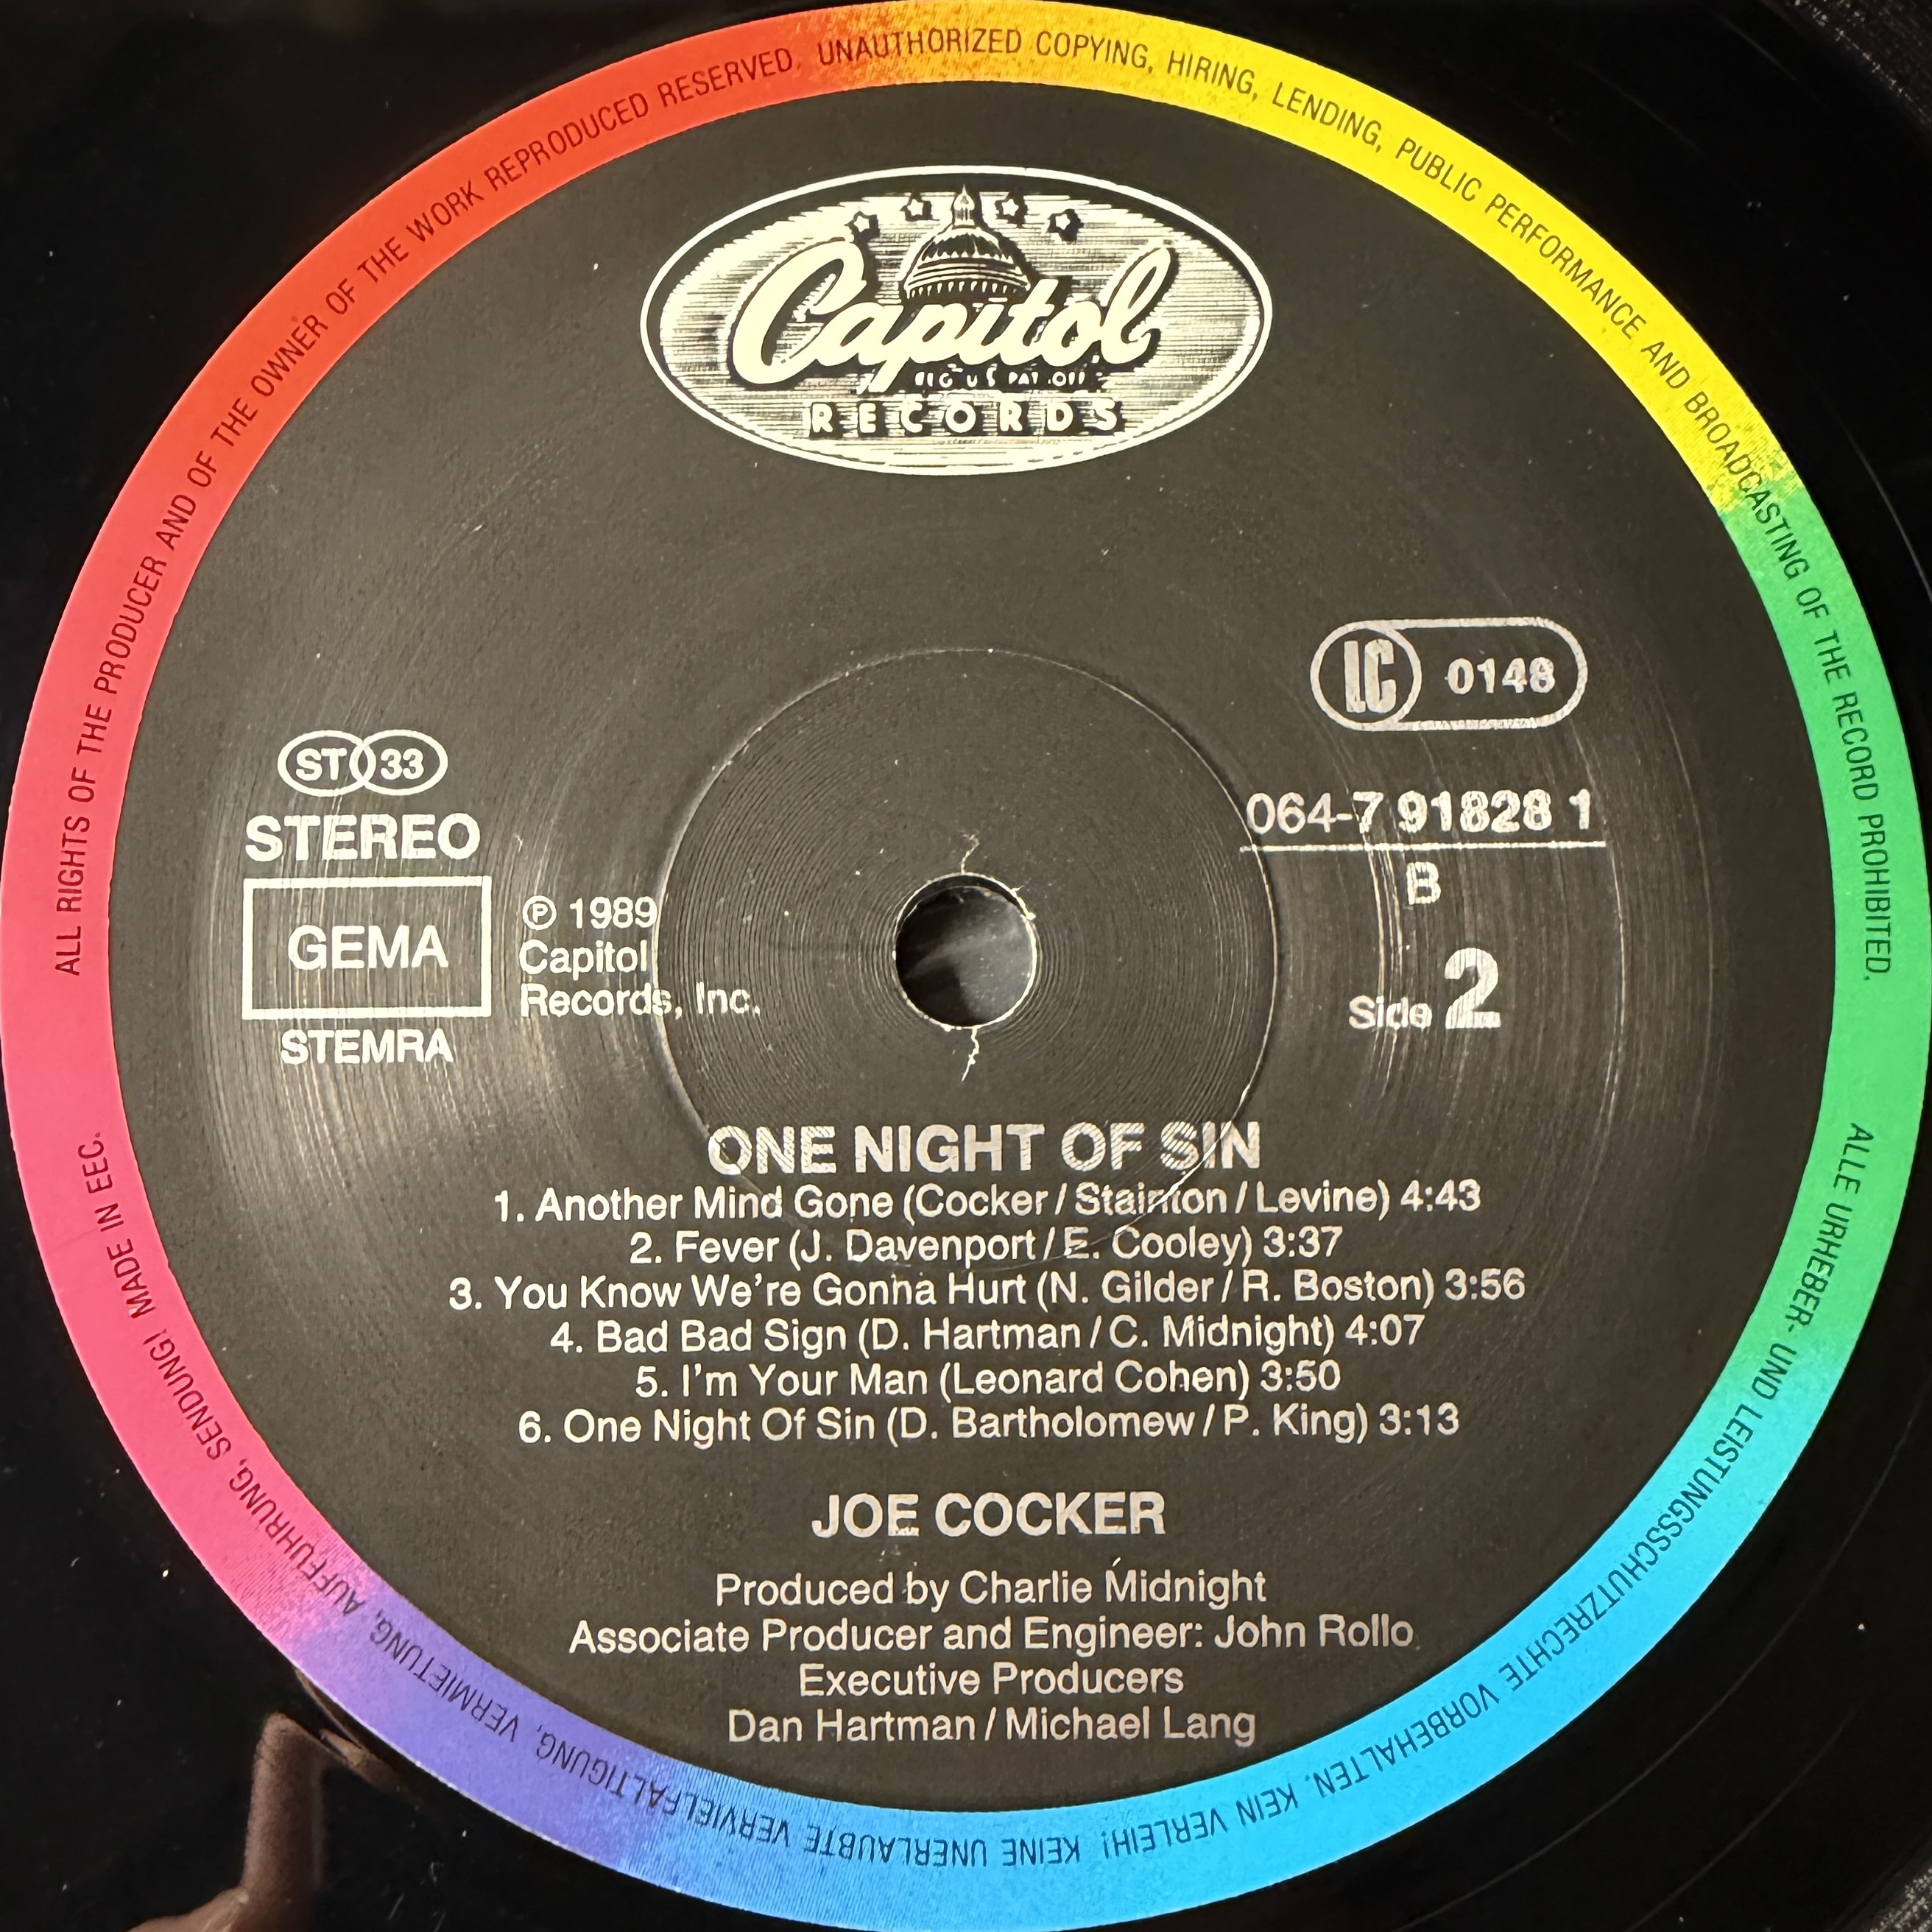 ALL RIGHTS OF THE PRODUCER AND OF THE OWNER OF THE WORK REPRODUCED RESERVED. UNAUTHORIZED COPYING, HIRING, LENDING, PUBLIC PERFORMANCE AND BROADCASTING OF THE RECORD PROHIBITED.
Capitol
REG U S PAT OFF
RECORDS
LC 0148
ST 33
STEREO
GEMA
STEMRA
℗ 1989
Capitol
Records, Inc.
064-7 91828 1
B
Side 2
ONE NIGHT OF SIN
1. Another Mind Gone (Cocker / Stainton / Levine) 4:43
2. Fever (J. Davenport / E. Cooley) 3:37
3. You Know We're Gonna Hurt (N. Gilder / R. Boston) 3:56
4. Bad Bad Sign (D. Hartman / C. Midnight) 4:07
5. I'm Your Man (Leonard Cohen) 3:50
6. One Night Of Sin (D. Bartholomew / P. King) 3:13
JOE COCKER
Produced by Charlie Midnight
Associate Producer and Engineer: John Rollo
Executive Producers
Dan Hartman / Michael Lang
ALLE URHEBER- UND LEISTUNGSSCHUTZRECHTE VORBEHALTEN. KEIN VERLEIH! KEINE UNERLAUBTE VERVIELFÄLTIGUNG, VERMIETUNG, AUFFÜHRUNG, SENDUNG! MADE IN EEC.